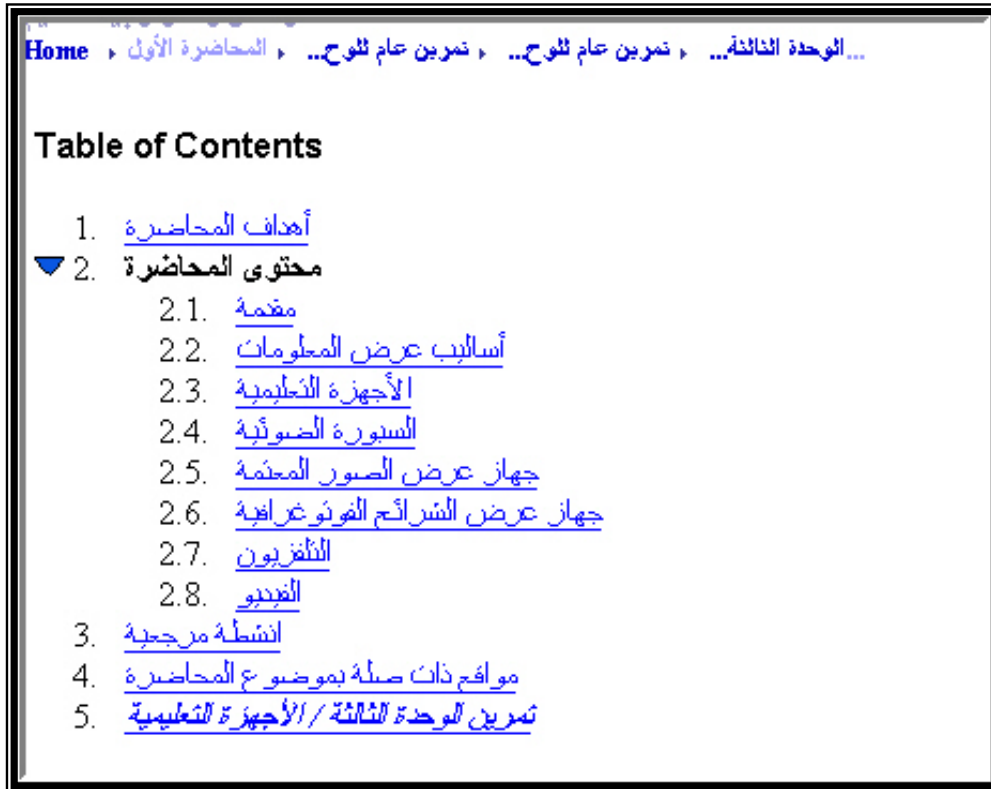 Home ، المحاضرة الأول ، تمرين عام للوح... ، تمرين عام للوح... ، الوحدة الثالثة......
Table of Contents
1. أهداف المحاضرة
2. محتوى المحاضرة
2.1. مقدمة
2.2. أساليب عرض المعلومات
2.3. الأجهزة التعليمية
2.4. السبورة الضوئية
2.5. جهاز عرض الصور المعتمة
2.6. جهاز عرض الشرائح الفوتوغرافية
2.7. التلفزيون
2.8. الفيديو
3. انشطة مرجعية
4. مواقع ذات صلة بموضوع المحاضرة
5. تمرين الوحدة الثالثة / الأجهزة التعليمية